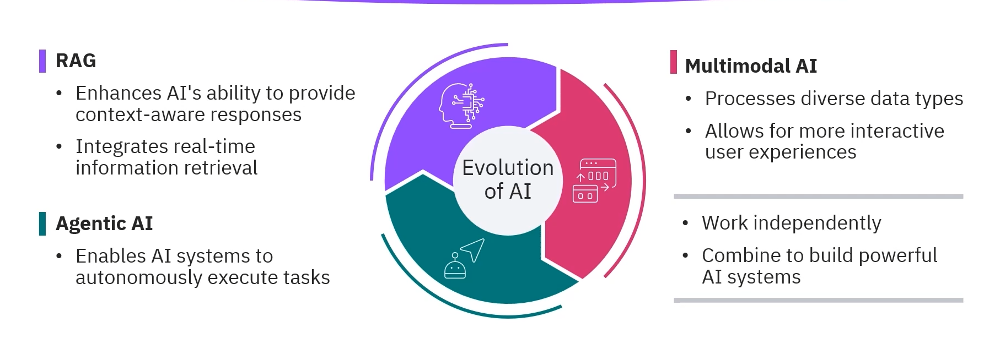 RAG
• Enhances AI's ability to provide
context-aware responses
• Integrates real-time
information retrieval
Agentic AI
• Enables AI systems to
autonomously execute tasks
Evolution
of AI
Multimodal AI
• Processes diverse data types
• Allows for more interactive
user experiences
• Work independently
• Combine to build powerful
AI systems